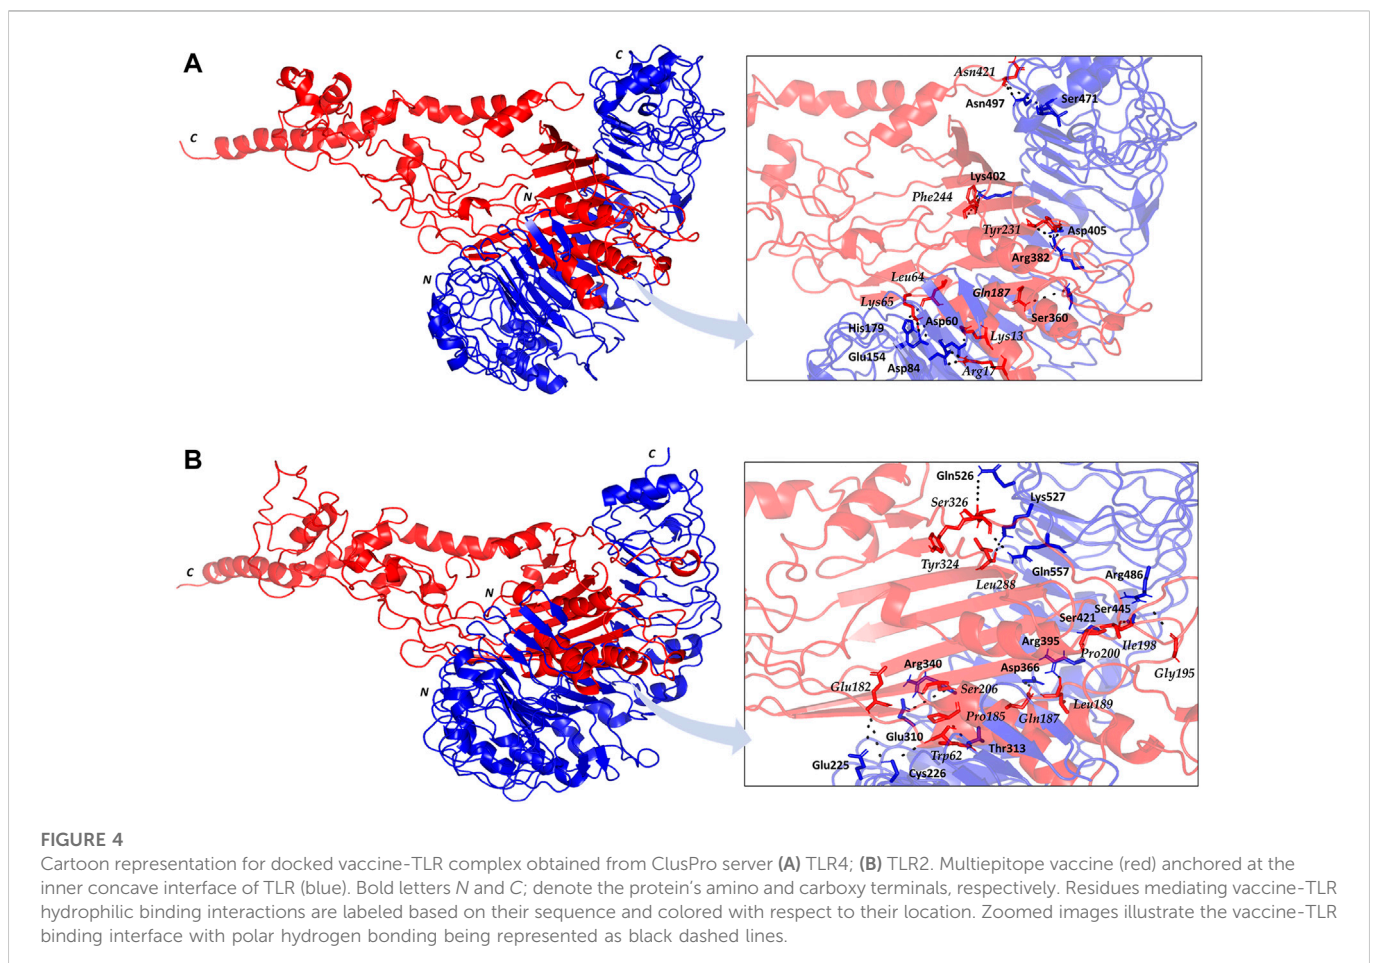 A
C
C
N
N
Asn421
Asn497
Ser471
Lys402
Phe244
Tyr231
Asp405
Arg382
Leu64
Lys65
Gln187
Ser360
His179
Asp60
Lys13
Glu154
Asp84
Arg17
B
C
C
N
N
Gln526
Ser326
Lys527
Tyr324
Gln557
Leu288
Arg486
Ser445
Ser421
Arg395
Ile198
Pro200
Gly195
Arg340
Asp366
Glu182
Ser206
Leu189
Pro185
Gln187
Glu310
Thr313
Trp62
Glu225
Cys226
FIGURE 4
Cartoon representation for docked vaccine-TLR complex obtained from ClusPro server (A) TLR4; (B) TLR2. Multiepitope vaccine (red) anchored at the
inner concave interface of TLR (blue). Bold letters N and C; denote the protein's amino and carboxy terminals, respectively. Residues mediating vaccine-TLR
hydrophilic binding interactions are labeled based on their sequence and colored with respect to their location. Zoomed images illustrate the vaccine-TLR
binding interface with polar hydrogen bonding being represented as black dashed lines.